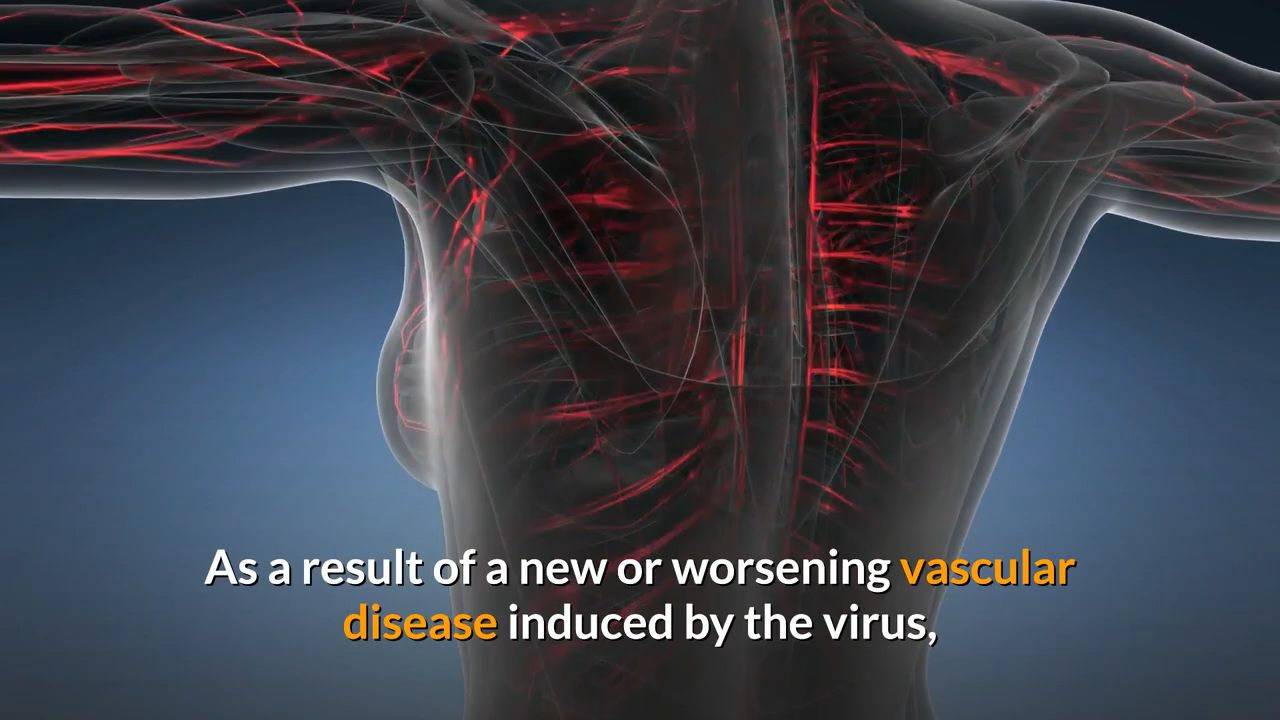 As a result of a new or worsening vascular
disease induced by the virus,